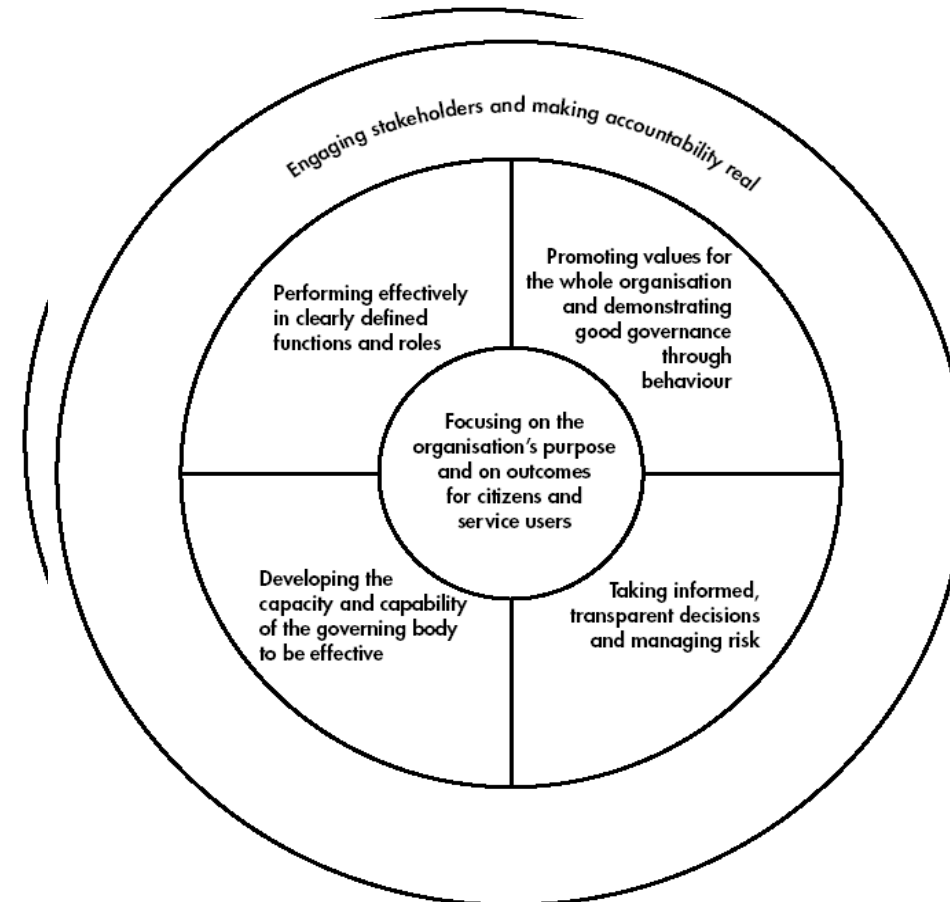 Engaging stakeholders and making accountability real
Performing effectively
in clearly defined
functions and roles
Promoting values for
the whole organisation
and demonstrating
good governance
through
behaviour
Focusing on the
organisation's purpose
and on outcomes
for citizens and
service users
Developing the
capacity and capability
of the governing body
to be effective
Taking informed,
transparent decisions
and managing risk